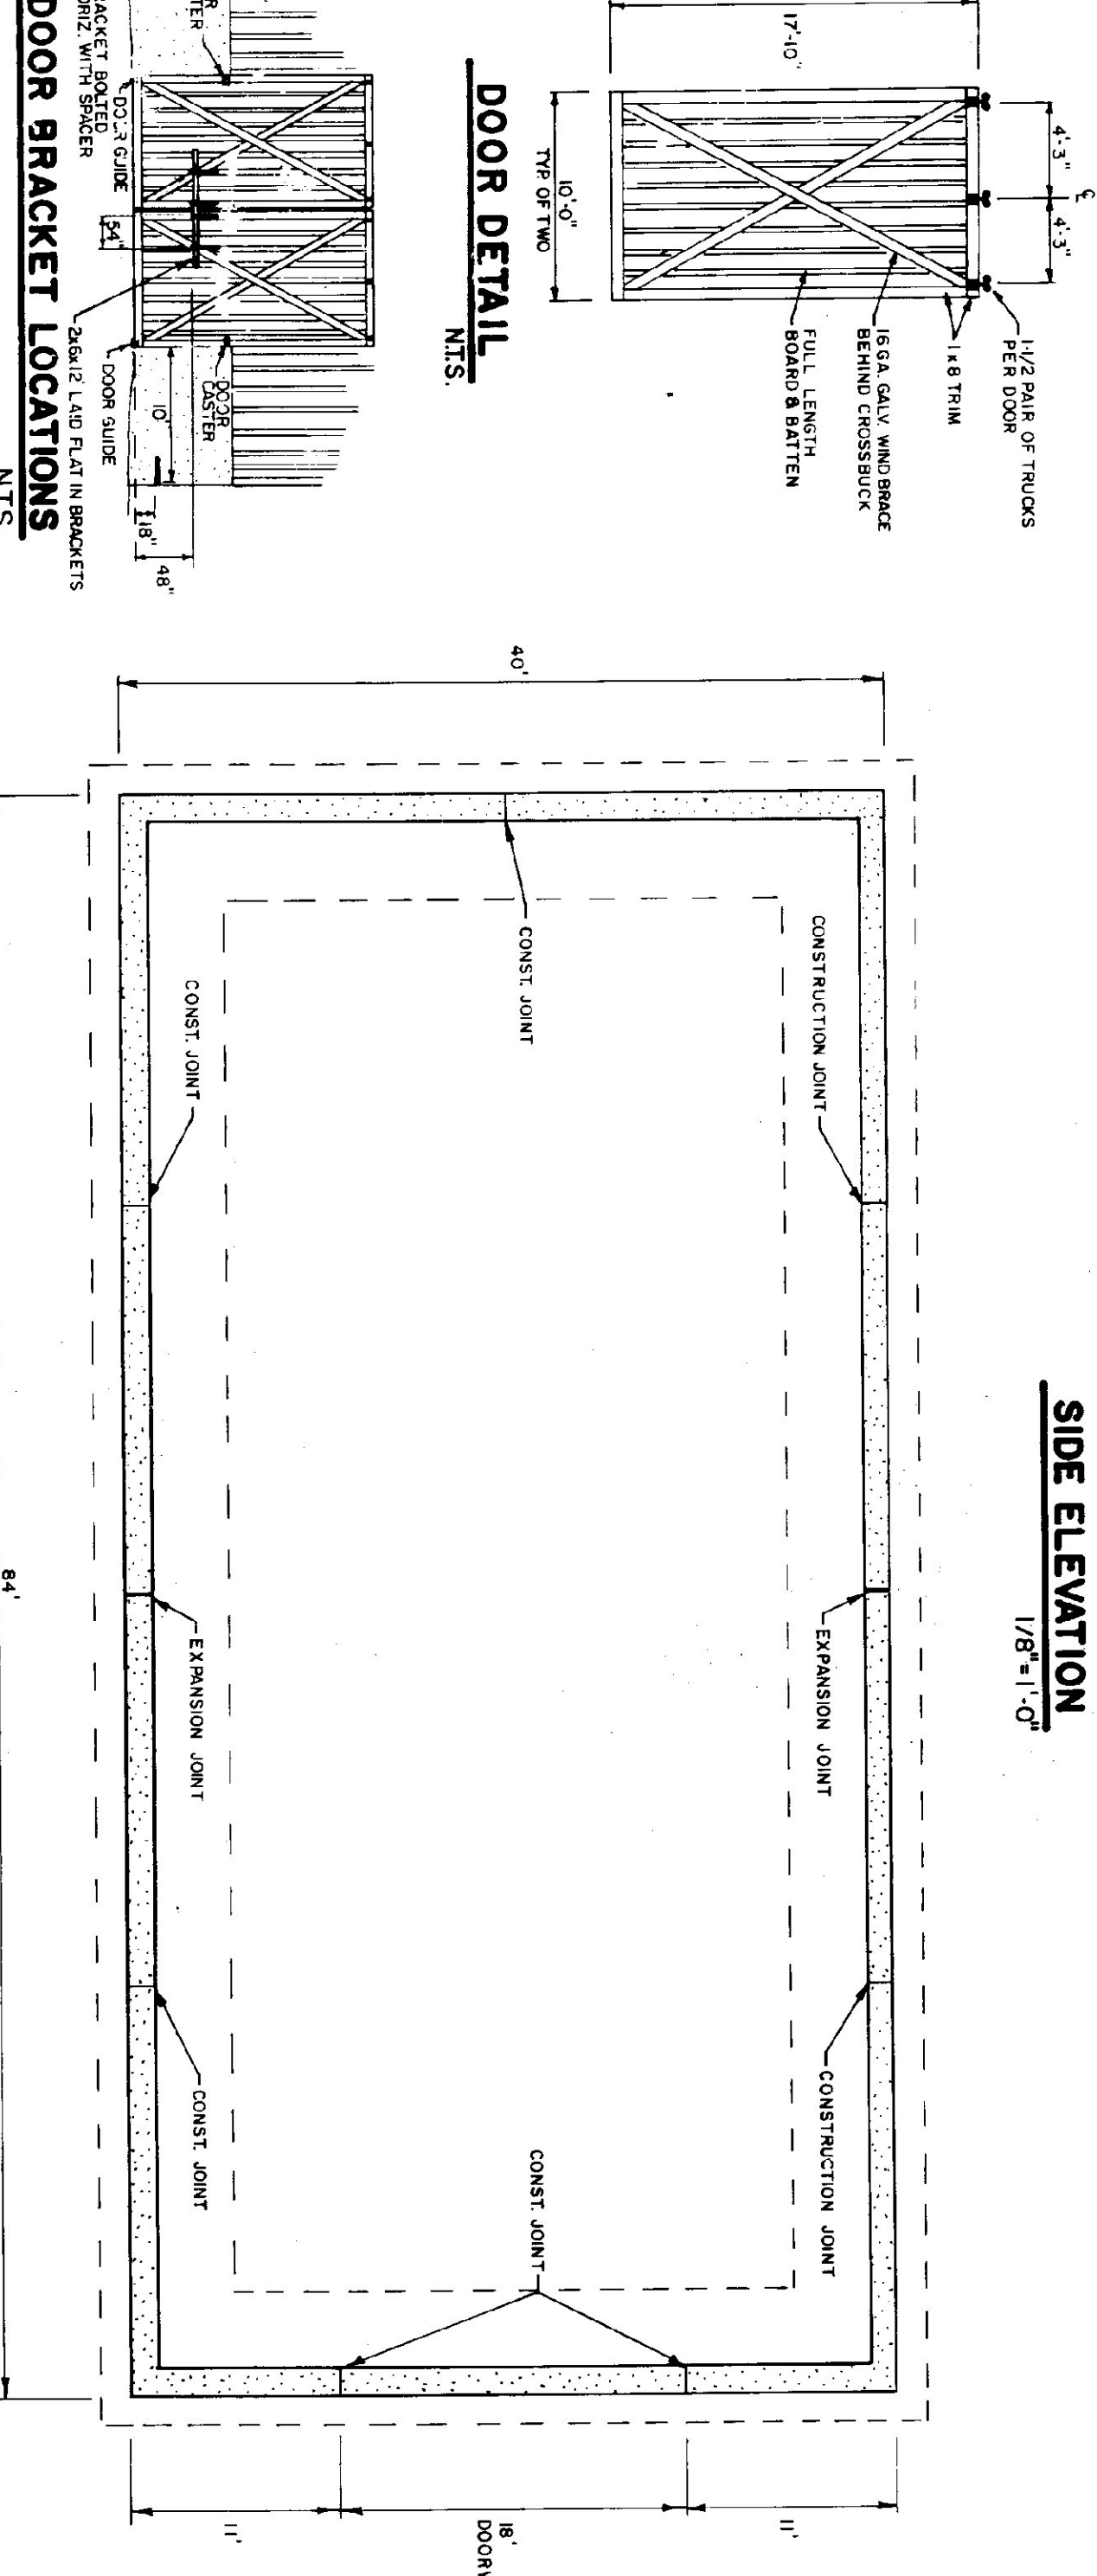 SIDE ELEVATION
1/8"=1'-0"
℄
4'-3"
4'-3"
1-1/2 PAIR OF TRUCKS
PER DOOR
1x8 TRIM
16 GA. GALV. WIND BRACE
BEHIND CROSSBUCK
FULL LENGTH
BOARD & BATTEN
17'-10"
10'-0"
TYP. OF TWO
DOOR DETAIL
N.T.S.
DOOR
CASTER
10'
DOOR GUIDE
DOOR GUIDE
BOLTED
WITH SPACER
54"
18"
48"
2x6x12' LAID FLAT IN BRACKETS
DOOR BRACKET LOCATIONS
N.T.S.
40'
CONSTRUCTION JOINT
EXPANSION JOINT
CONSTRUCTION JOINT
CONST. JOINT
CONST. JOINT
CONST. JOINT
EXPANSION JOINT
CONST. JOINT
11'
18'
11'
84'